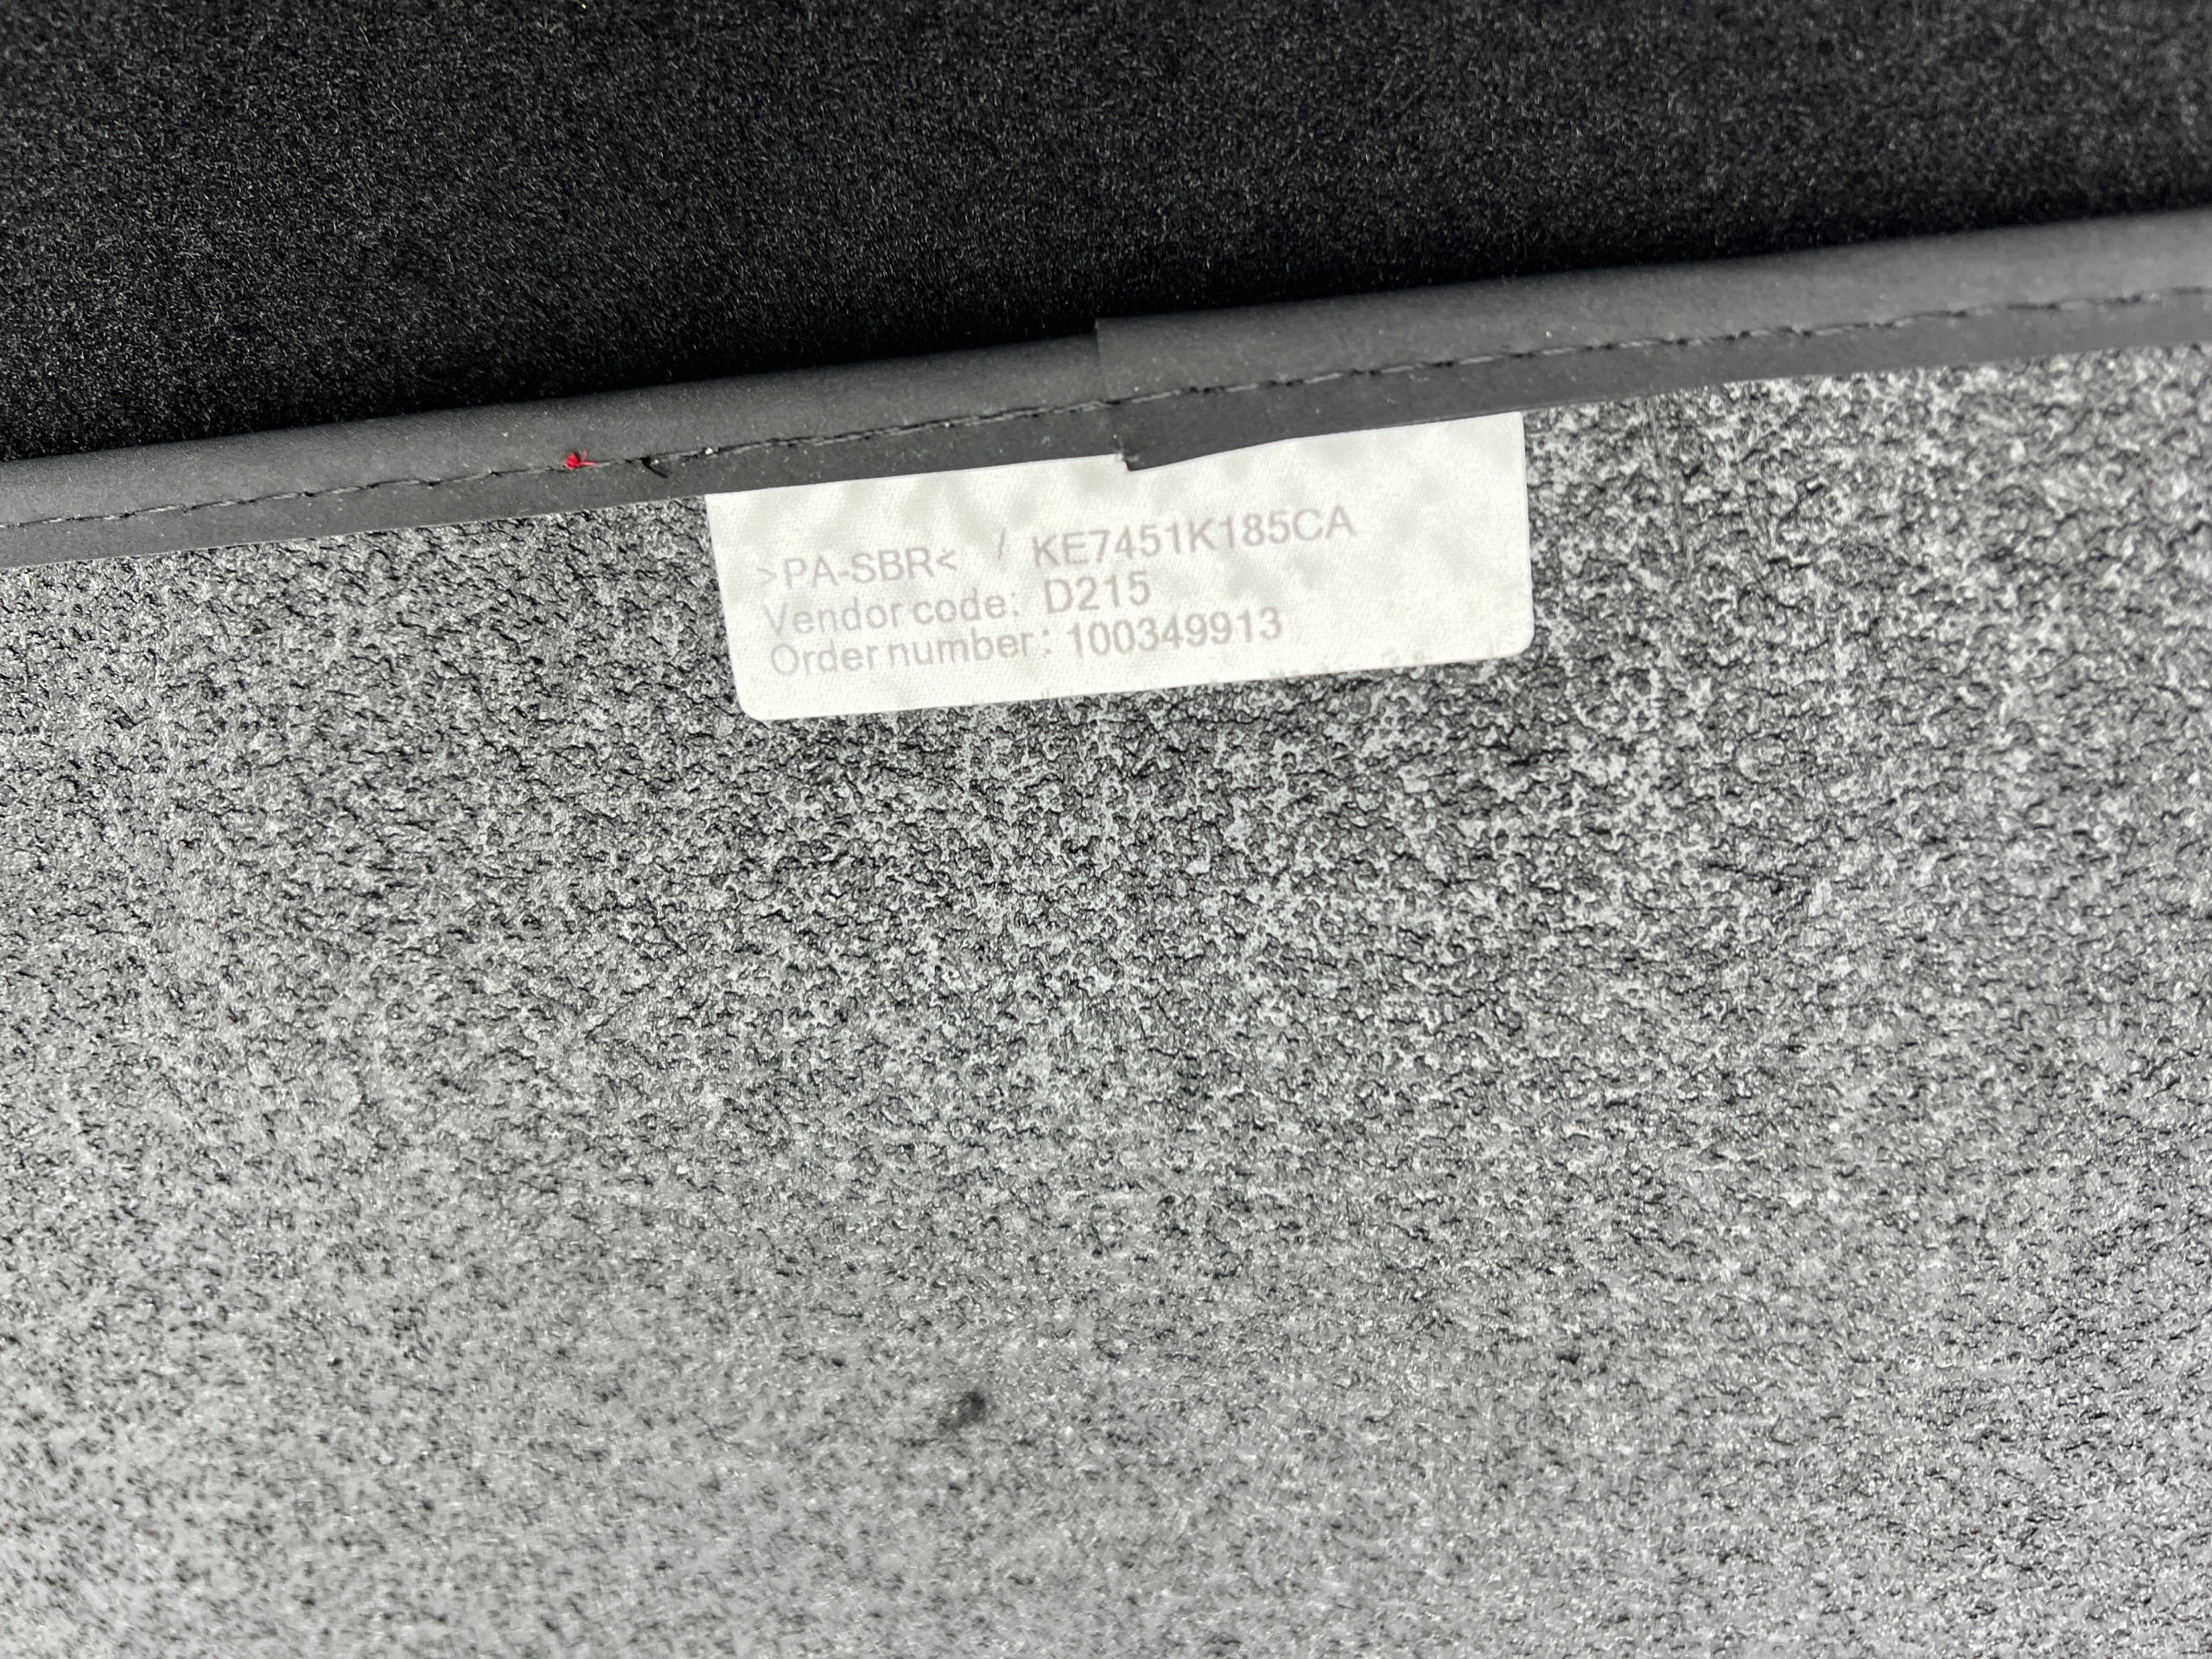 >PA-SBR< / KE7451K185CA
Vendor code: D215
Order number: 100349913